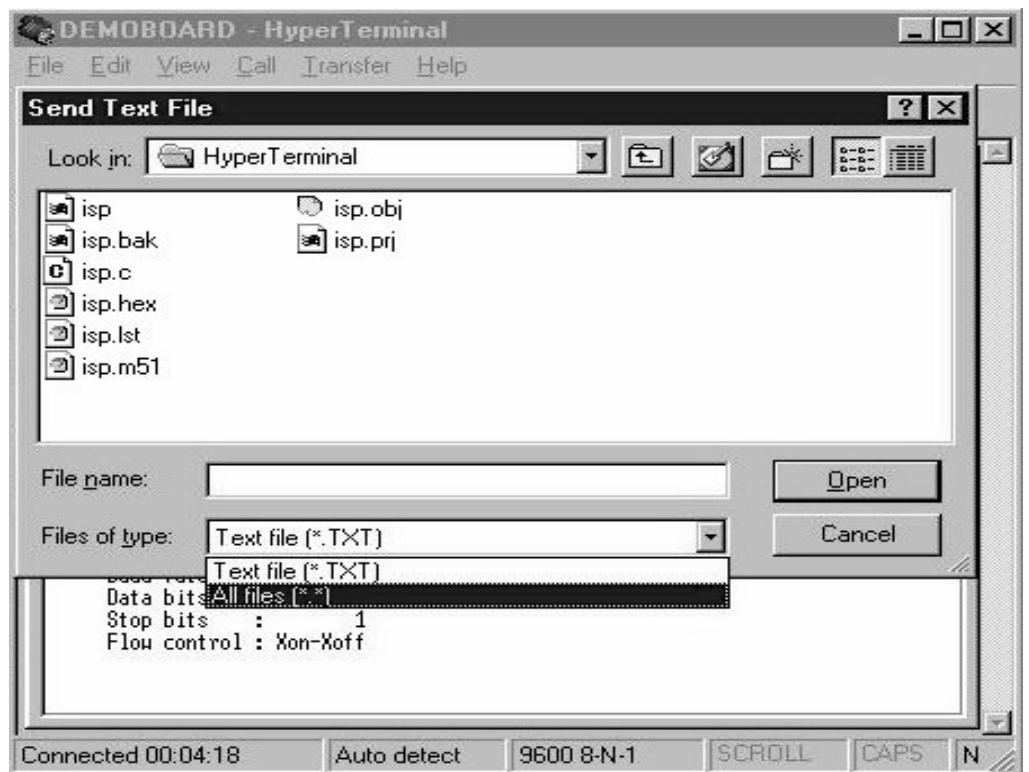 DEMOBOARD - HyperTerminal
File Edit View Call Transfer Help
Send Text File
Look in: HyperTerminal
isp
isp.bak
isp.c
isp.hex
isp.lst
isp.m51
isp.obj
isp.prj
File name:
Open
Files of type: Text file (*.TXT)
Cancel
Text file (*.TXT)
All files (*.*)
Data bits
Stop bits : 1
Flow control : Xon-Xoff
Connected 00:04:18 Auto detect 9600 8-N-1 SCROLL CAPS N